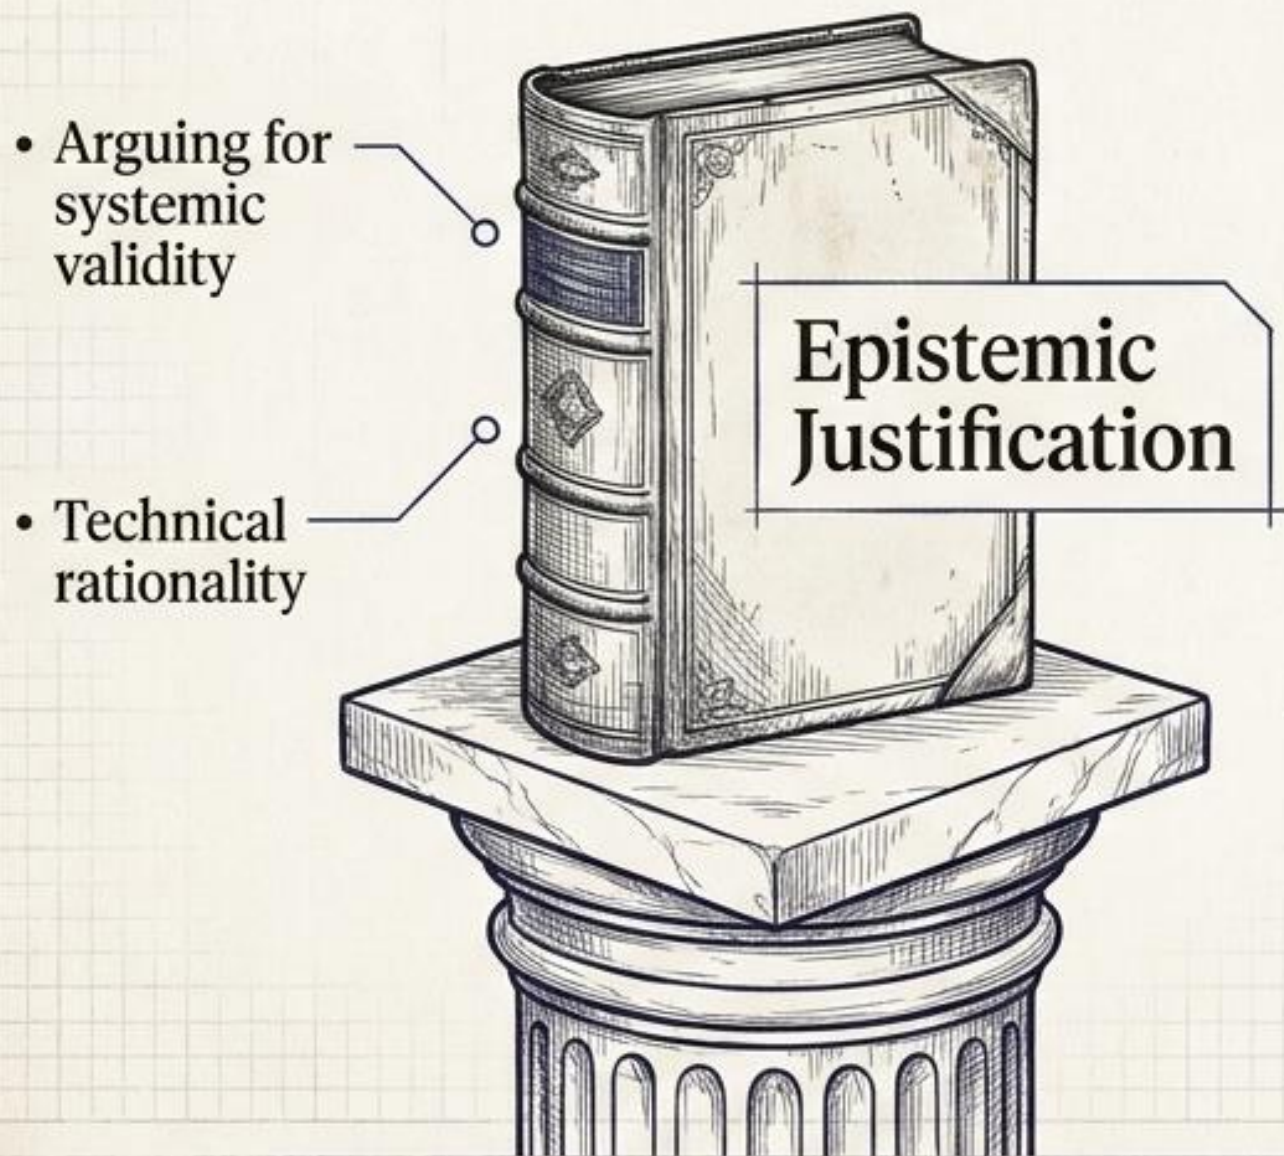 • Arguing for
systemic
validity
Epistemic
Justification
• Technical
rationality